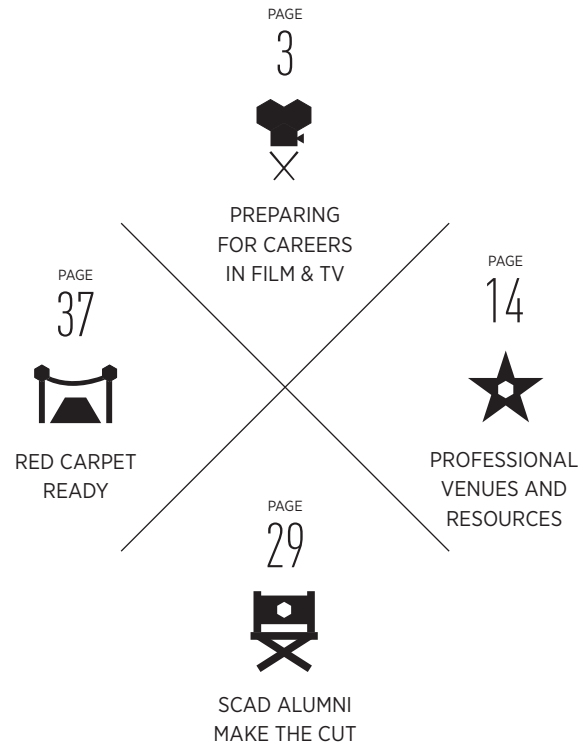 PAGE
3
PREPARING
FOR CAREERS
IN FILM & TV
PAGE
14
PROFESSIONAL
VENUES AND
RESOURCES
PAGE
29
SCAD ALUMNI
MAKE THE CUT
PAGE
37
RED CARPET
READY